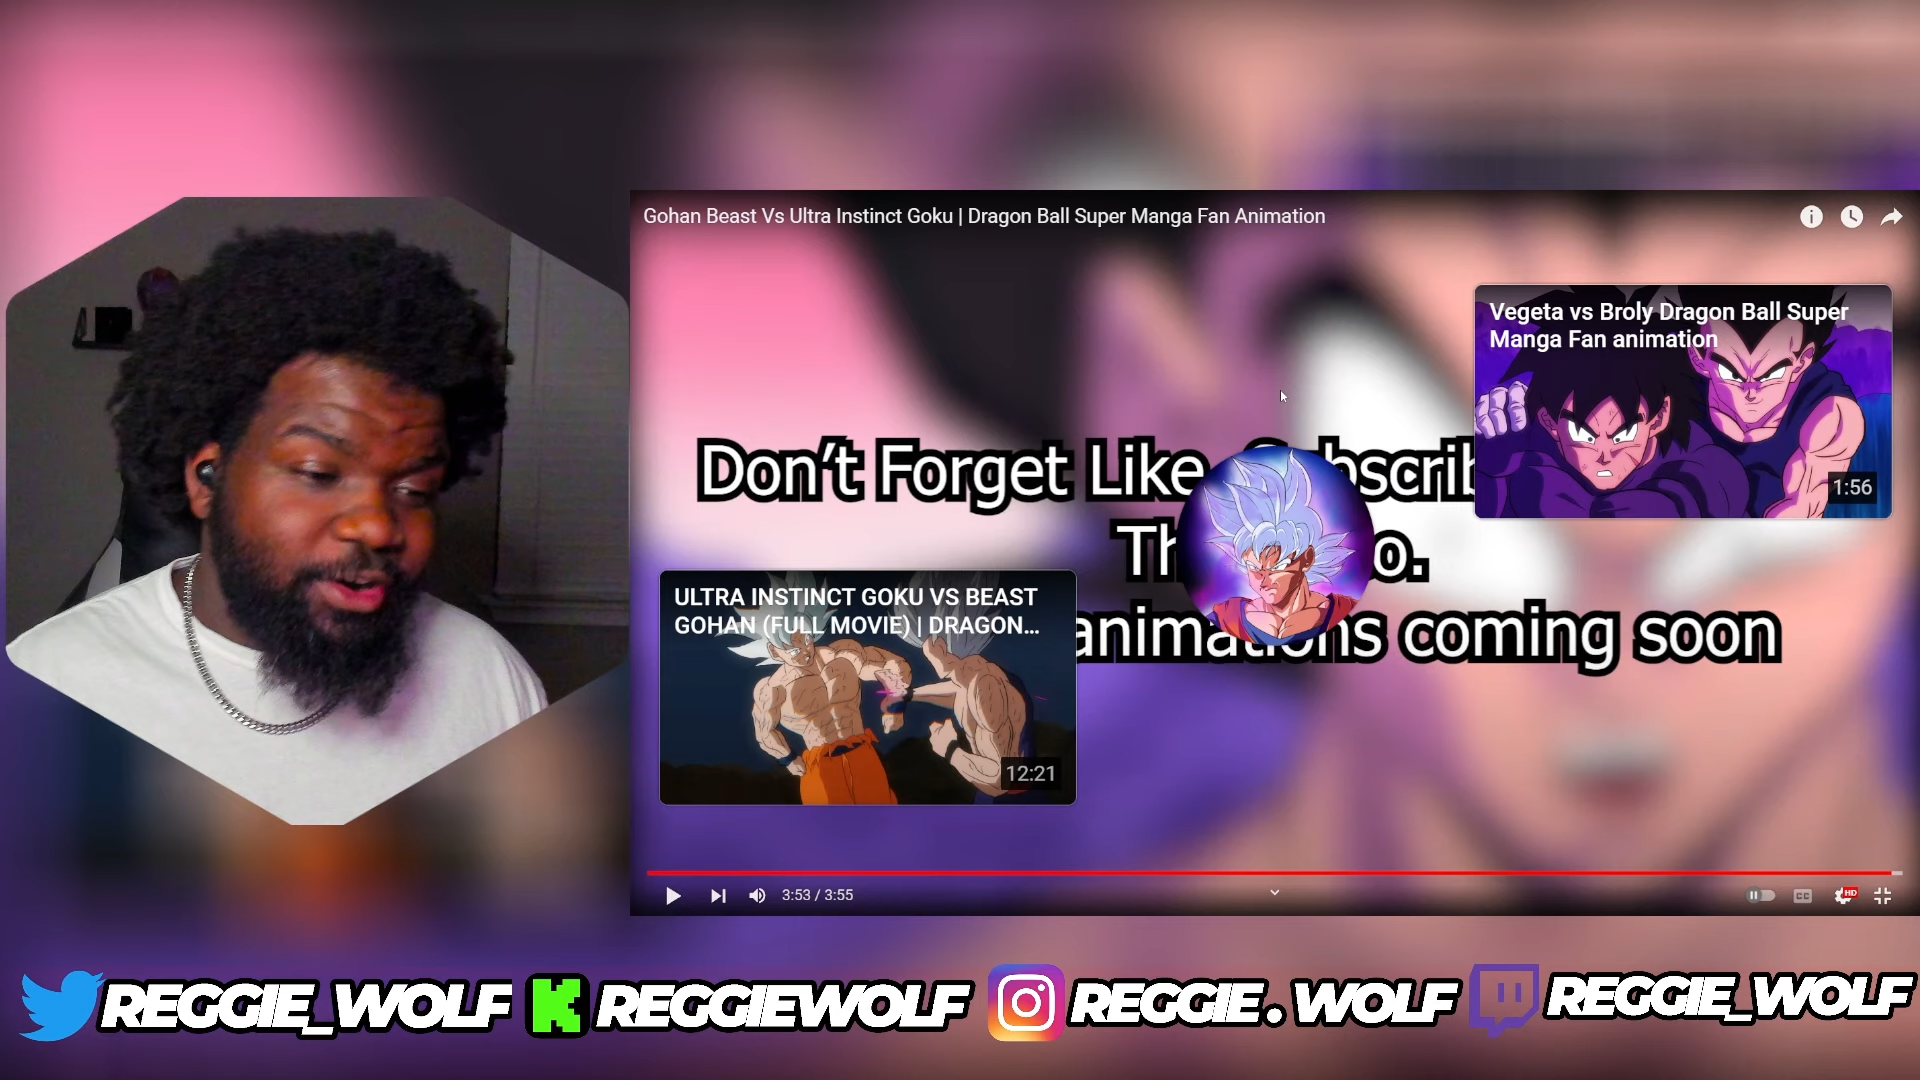 Gohan Beast Vs Ultra Instinct Goku | Dragon Ball Super Manga Fan Animation
Vegeta vs Broly Dragon Ball Super
Manga Fan animation
1:56
Don't Forget Like
ULTRA INSTINCT GOKU VS BEAST
GOHAN (FULL MOVIE) | DRAGON...
12:21
coming soon
3:53 / 3:55
CC
HD
REGGIE_WOLF
K REGGIEWOLF
REGGIE.WOLF
REGGIE_WOLF